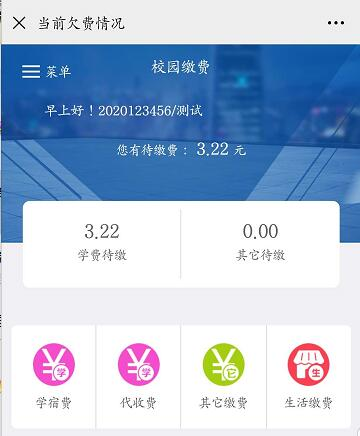 当前欠费情况
菜单
校园缴费
早上好！2020123456/测试
您有待缴费： 3.22 元
3.22 0.00
学费待缴 其它待缴
学 学 它 生
学宿费 代收费 其它缴费 生活缴费